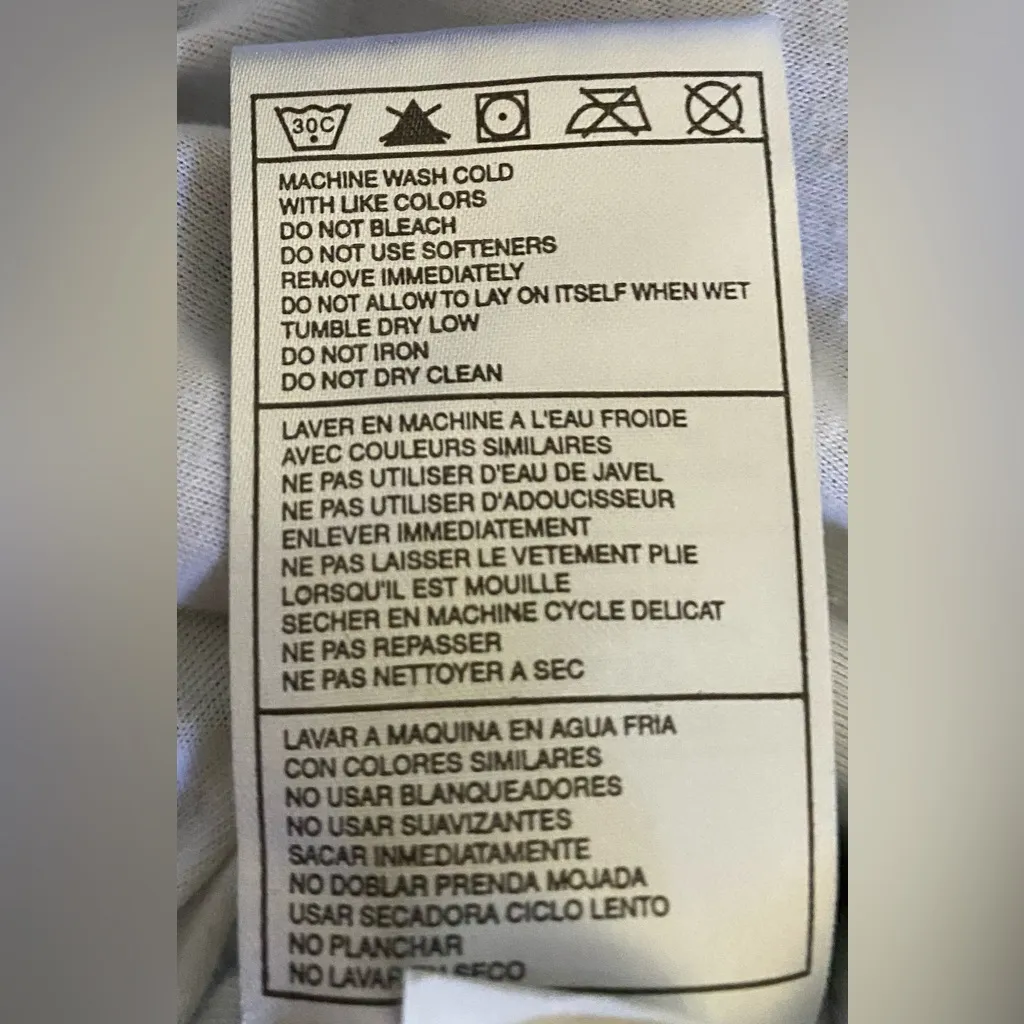 30C
MACHINE WASH COLD
WITH LIKE COLORS
DO NOT BLEACH
DO NOT USE SOFTENERS
REMOVE IMMEDIATELY
DO NOT ALLOW TO LAY ON ITSELF WHEN WET
TUMBLE DRY LOW
DO NOT IRON
DO NOT DRY CLEAN
LAVER EN MACHINE A L'EAU FROIDE
AVEC COULEURS SIMILAIRES
NE PAS UTILISER D'EAU DE JAVEL
NE PAS UTILISER D'ADOUCISSEUR
ENLEVER IMMEDIATEMENT
NE PAS LAISSER LE VETEMENT PLIE
LORSQU'IL EST MOUILLE
SECHER EN MACHINE CYCLE DELICAT
NE PAS REPASSER
NE PAS NETTOYER A SEC
LAVAR A MAQUINA EN AGUA FRIA
CON COLORES SIMILARES
NO USAR BLANQUEADORES
NO USAR SUAVIZANTES
SACAR INMEDIATAMENTE
NO DOBLAR PRENDA MOJADA
USAR SECADORA CICLO LENTO
NO PLANCHAR
NO LAVAR EN SECO